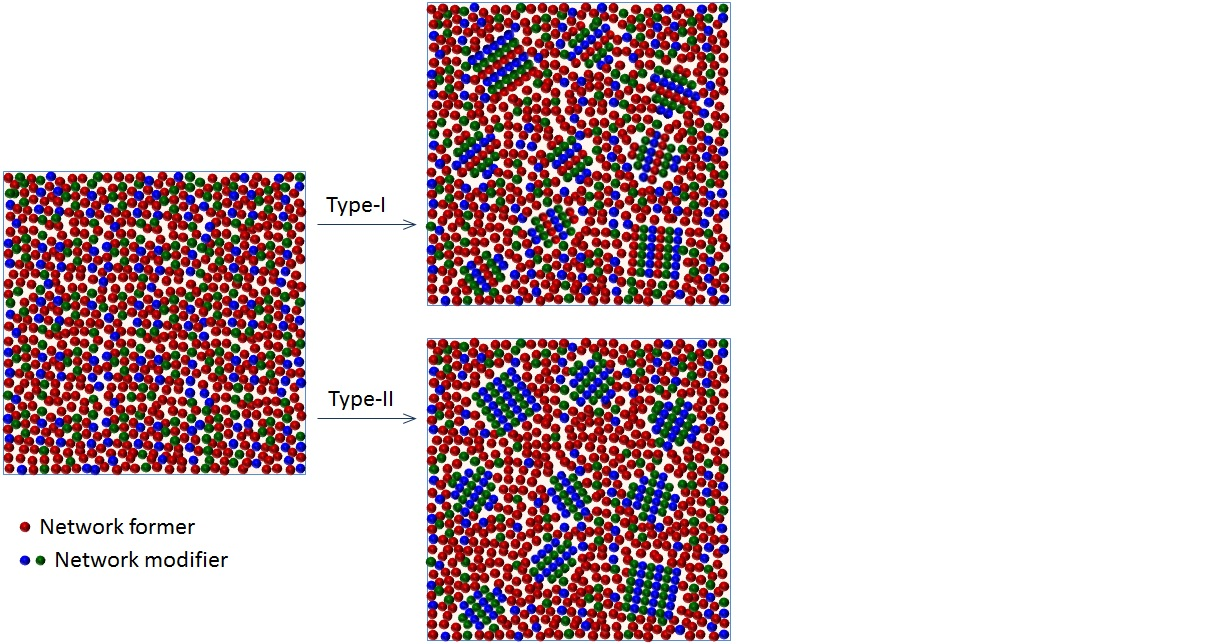 Type-I
Type-II
Network former
Network modifier